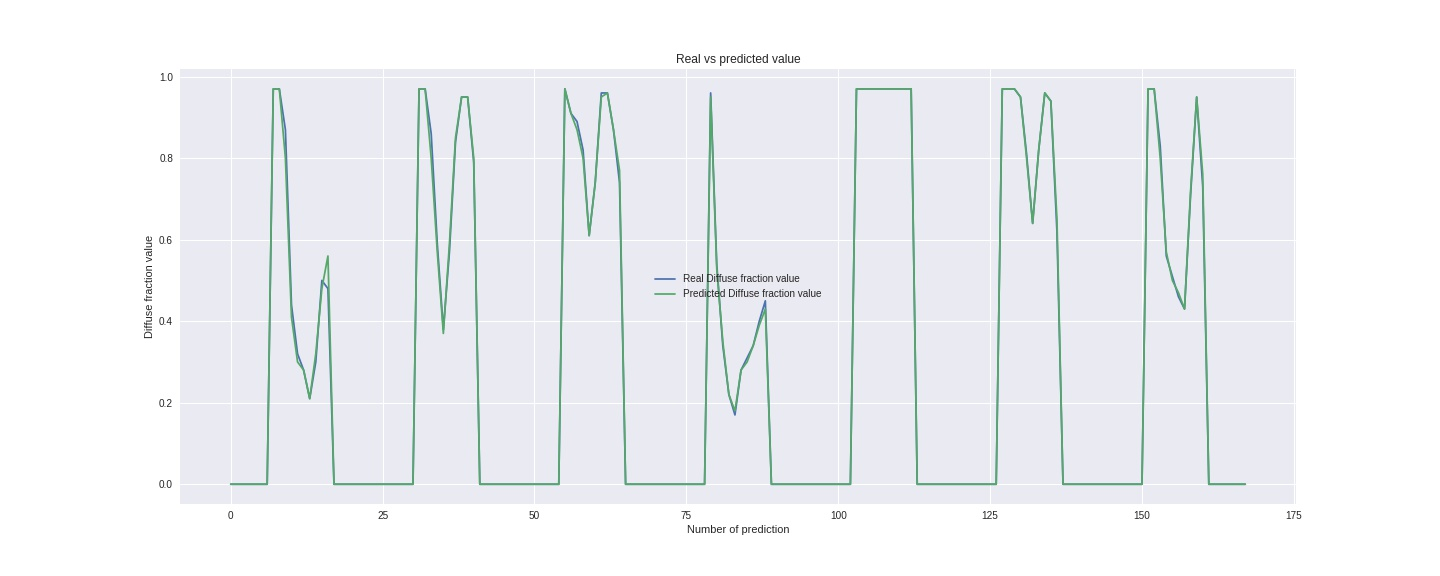 Real vs predicted value
1.0
0.8
0.6
0.4
0.2
0.0
Diffuse fraction value
Real Diffuse fraction value
Predicted Diffuse fraction value
0 25 50 75 100 125 150 175
Number of prediction